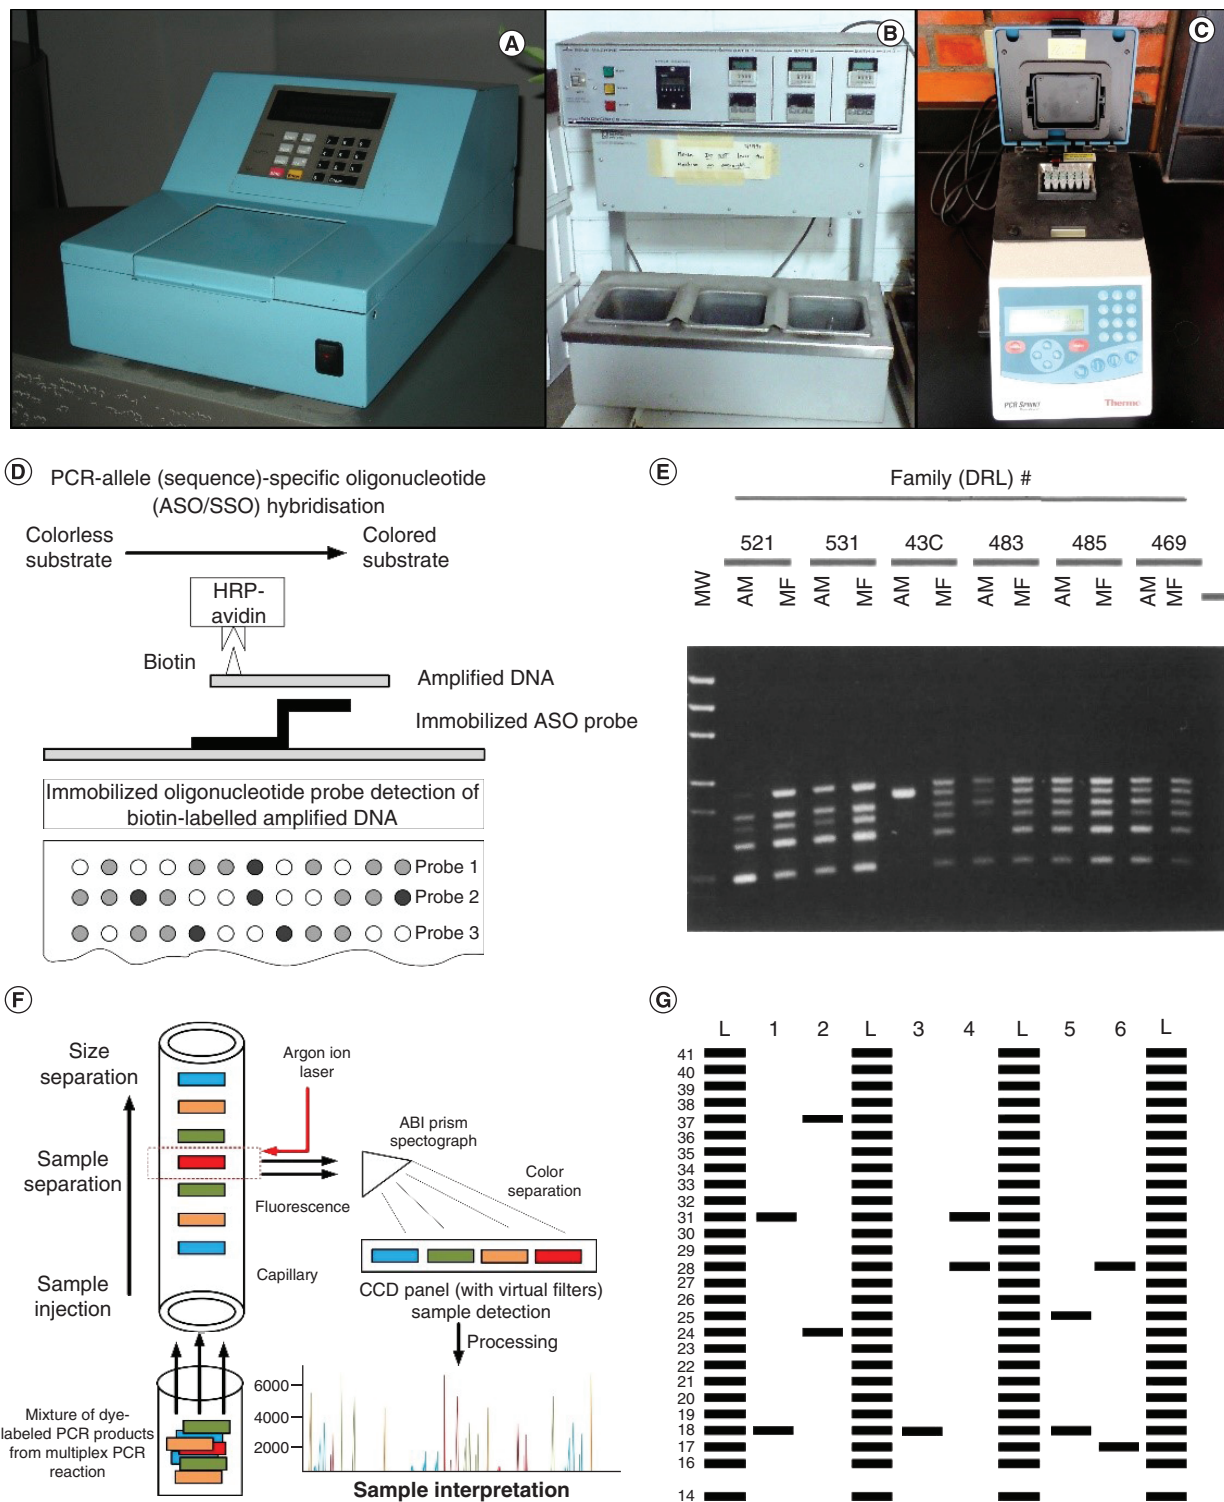 A
B
C
PCR Sprint
Thermo
D
PCR-allele (sequence)-specific oligonucleotide
(ASO/SSO) hybridisation
Colorless
substrate
Colored
substrate
HRP-
avidin
Biotin
Amplified DNA
Immobilized ASO probe
Immobilized oligonucleotide probe detection of
biotin-labelled amplified DNA
Probe 1
Probe 2
Probe 3
E
Family (DRL) #
521 531 43C 483 485 469
MW AM MF AM MF AM MF AM MF AM MF AM MF
F
Size
separation
Sample
separation
Sample
injection
Argon ion
laser
ABI prism
spectograph
Color
separation
Fluorescence
Capillary
CCD panel (with virtual filters)
sample detection
Processing
Mixture of dye-
labeled PCR products
from multiplex PCR
reaction
6000
4000
2000
Sample interpretation
G
L 1 2 L 3 4 L 5 6 L
41
40
39
38
37
36
35
34
33
32
31
30
29
28
27
26
25
24
23
22
21
20
19
18
17
16
14